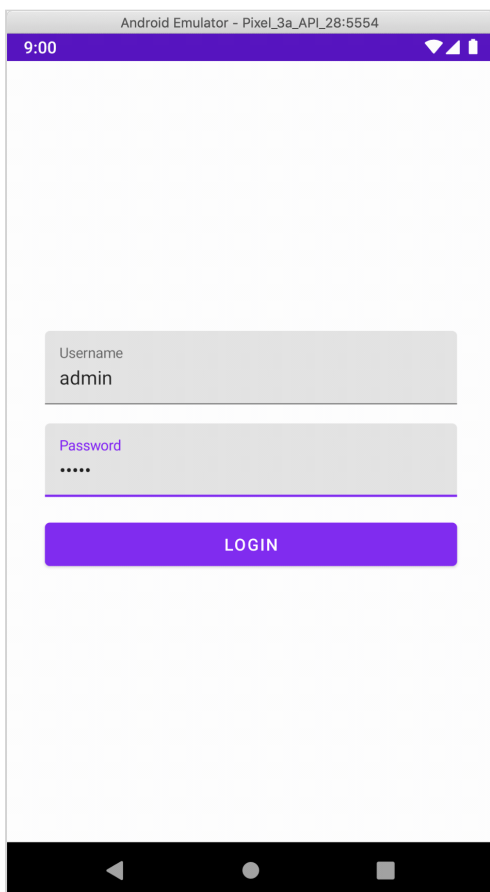 Android Emulator - Pixel_3a_API_28:5554
9:00
Username
admin
Password
•••••
LOGIN